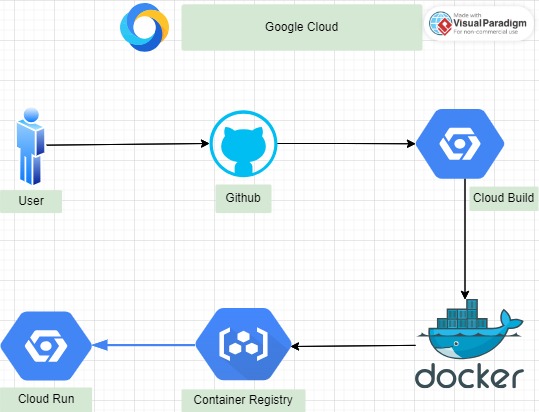 Google Cloud
Made with
Visual Paradigm
For non-commercial use
User
Github
Cloud Build
docker
Cloud Run
Container Registry